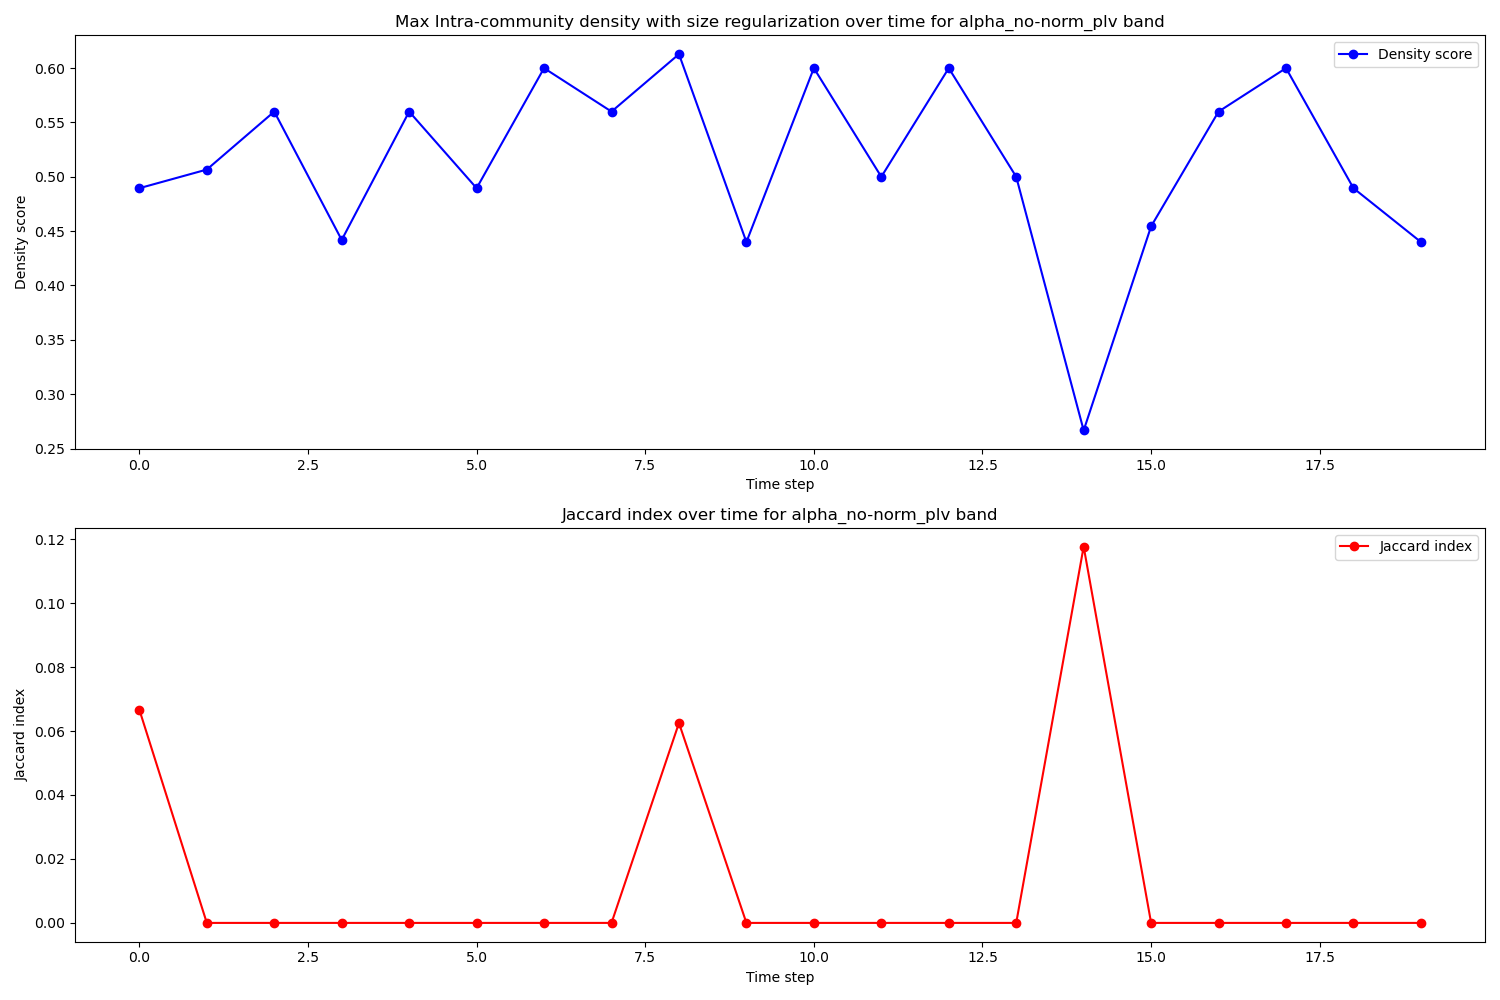 Max Intra-community density with size regularization over time for alpha_no-norm_plv band
Density score
0.60
0.55
0.50
0.45
0.40
0.35
0.30
0.25
Density score
0.0 2.5 5.0 7.5 10.0 12.5 15.0 17.5
Time step
Jaccard index over time for alpha_no-norm_plv band
Jaccard index
0.12
0.10
0.08
0.06
0.04
0.02
0.00
Jaccard index
0.0 2.5 5.0 7.5 10.0 12.5 15.0 17.5
Time step